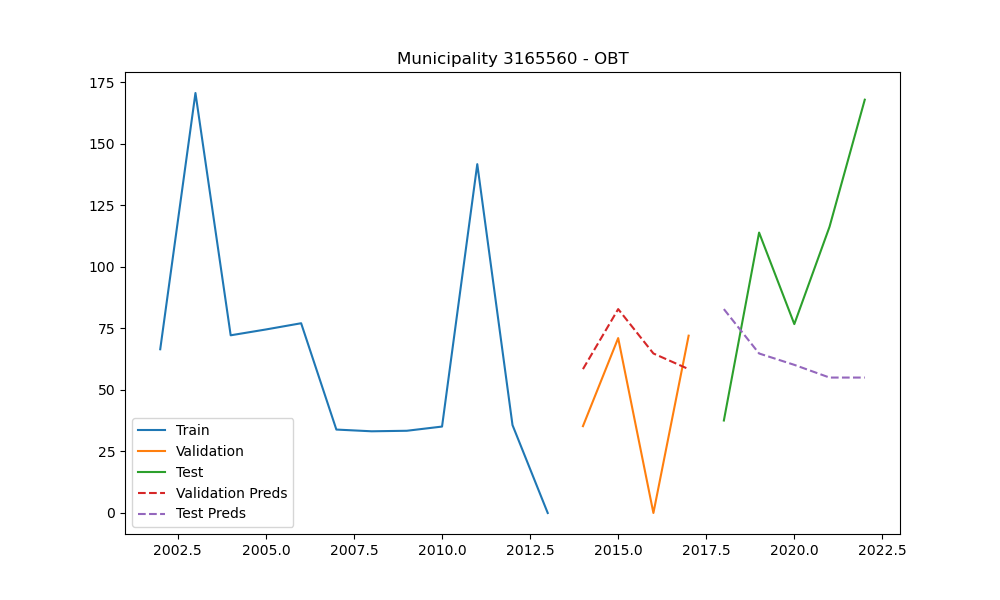 Municipality 3165560 - OBT
175
150
125
100
75
50
25
0
Train
Validation
Test
Validation Preds
Test Preds
2002.5 2005.0 2007.5 2010.0 2012.5 2015.0 2017.5 2020.0 2022.5